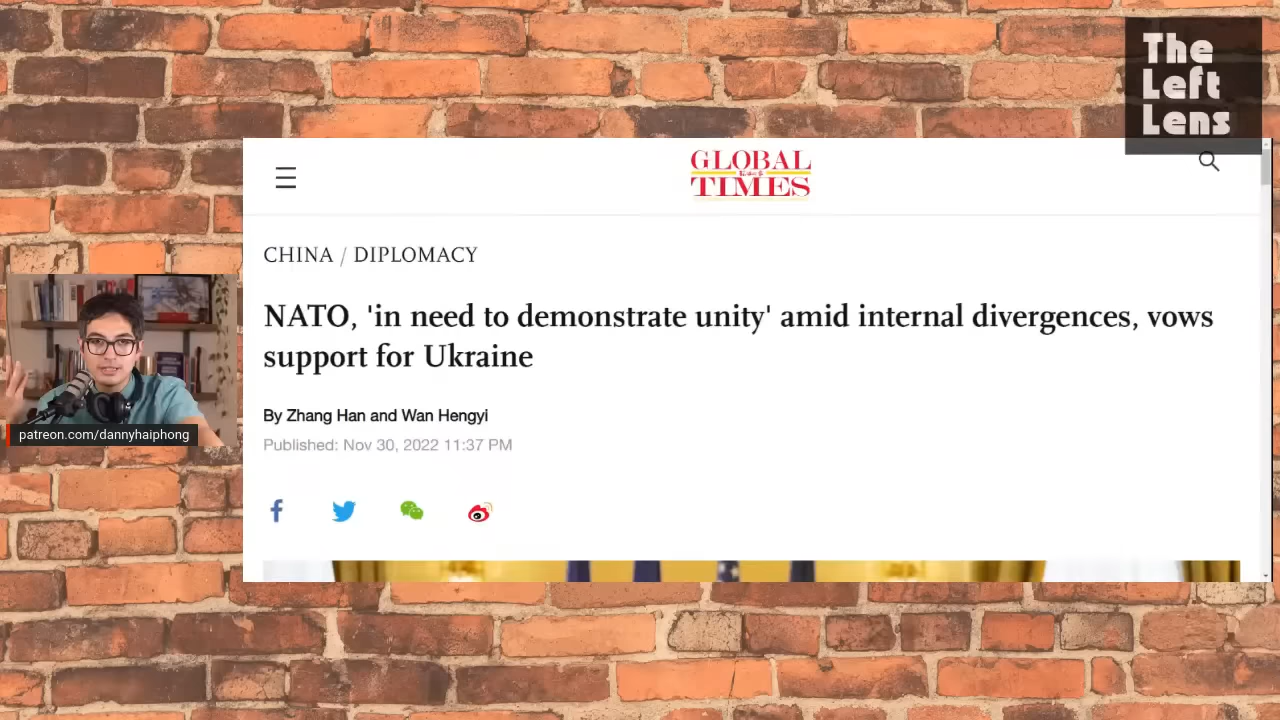 The
Left
Lens
GLOBAL
TIMES
CHINA / DIPLOMACY
NATO, 'in need to demonstrate unity' amid internal divergences, vows
support for Ukraine
By Zhang Han and Wan Hengyi
Published: Nov 30, 2022 11:37 PM
patreon.com/dannyhaiphong